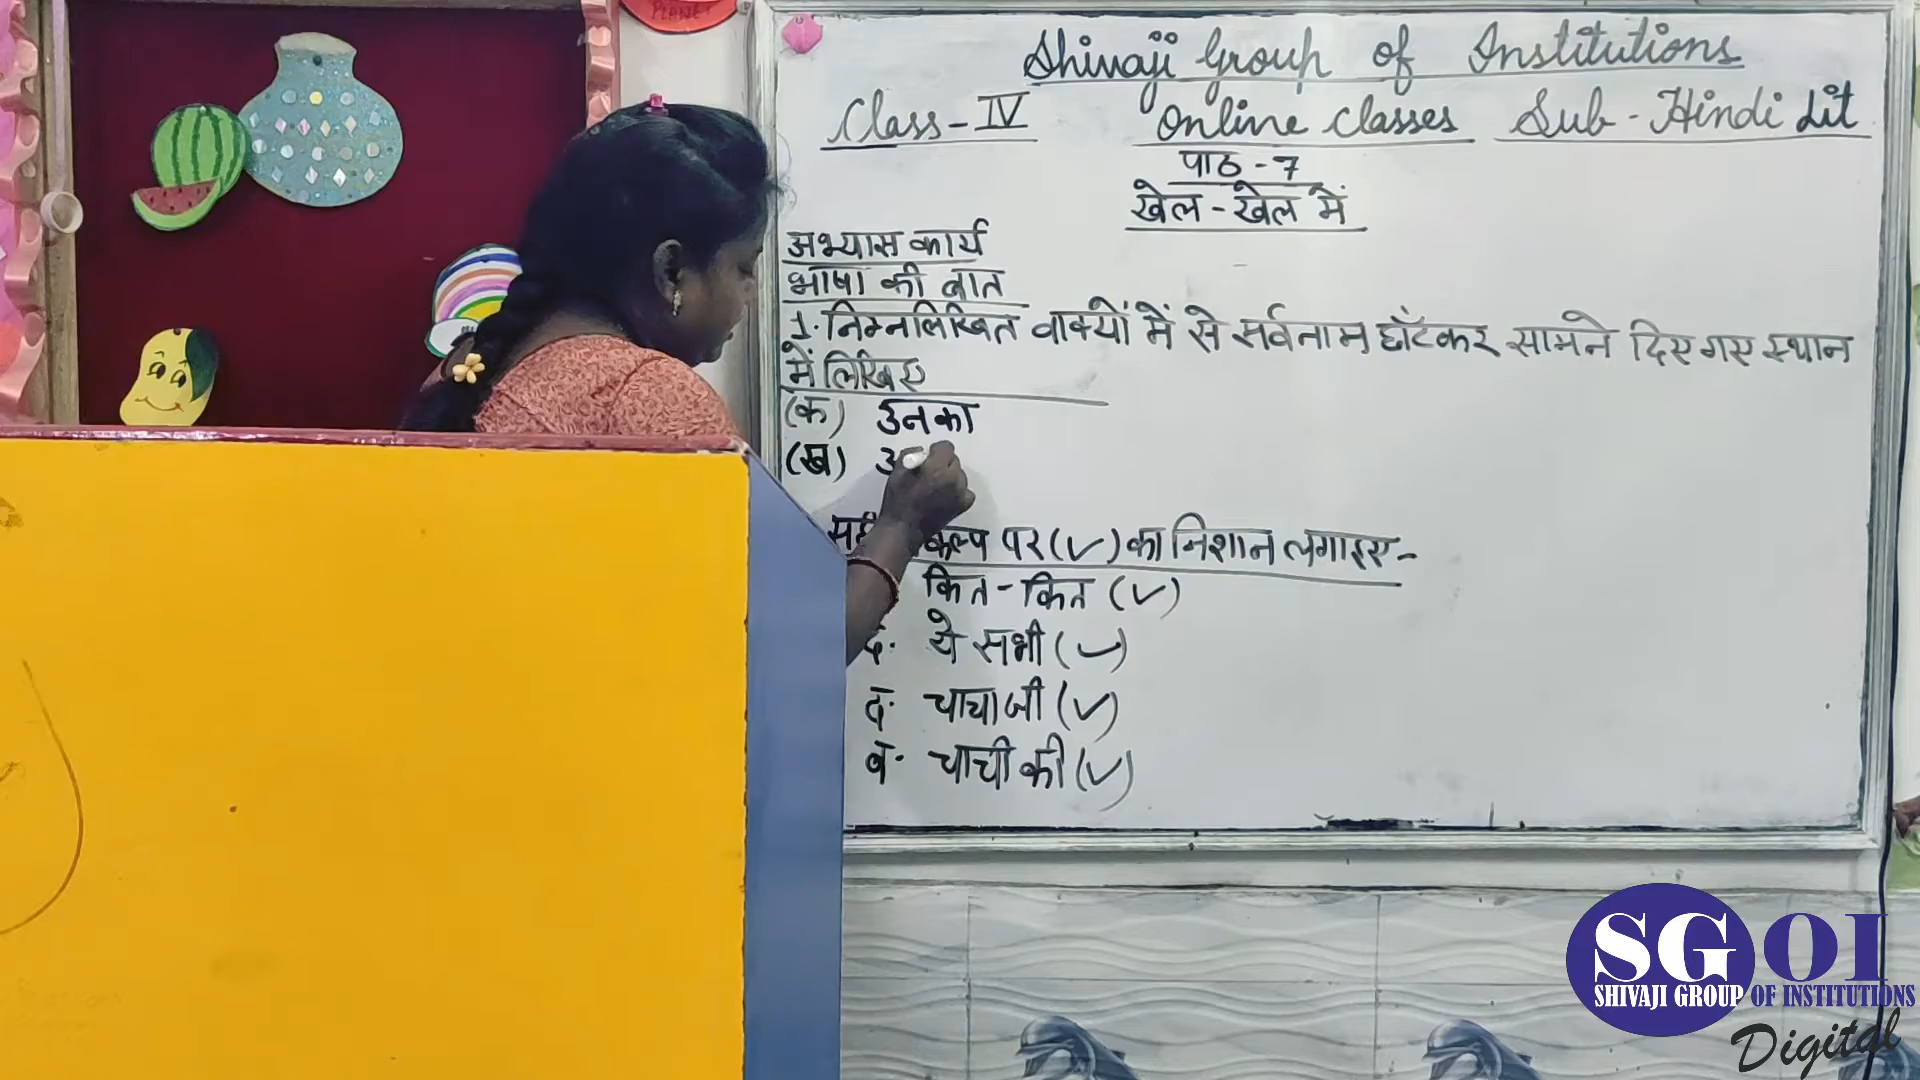 PLANET
Shivaji Group of Institutions
Class-IV Online Classes Sub-Hindi Lit
पाठ-7
खेल-खेल में
अभ्यास कार्य
भाषा की बात
1. निम्नलिखित वाक्यों में से सर्वनाम छाँटकर सामने दिए गए स्थान
में लिखिए
(क) उनका
(ख)
पर (✓) का निशान लगाइए-
कित-कित (✓)
द. ये सभी (✓)
द. चाचा जी (✓)
ब. चाची की (✓)
SGOI
SHIVAJI GROUP OF INSTITUTIONS
Digital